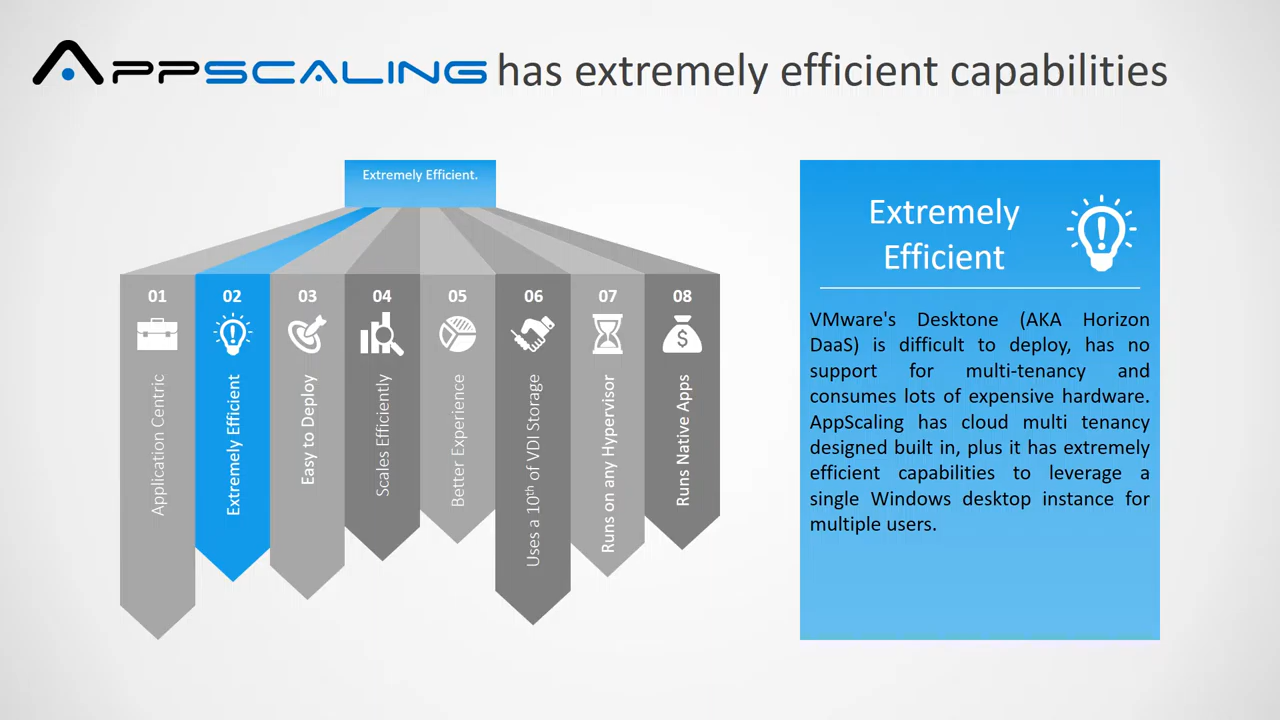 APPSCALING has extremely efficient capabilities
Extremely Efficient.
01
Application Centric
02
Extremely Efficient
03
Easy to Deploy
04
Scales Efficiently
05
Better Experience
06
Uses a 10th of VDI Storage
07
Runs on any Hypervisor
08
$
Runs Native Apps
Extremely
Efficient
VMware's Desktone (AKA Horizon
DaaS) is difficult to deploy, has no
support for multi-tenancy and
consumes lots of expensive hardware.
AppScaling has cloud multi tenancy
designed built in, plus it has extremely
efficient capabilities to leverage a
single Windows desktop instance for
multiple users.